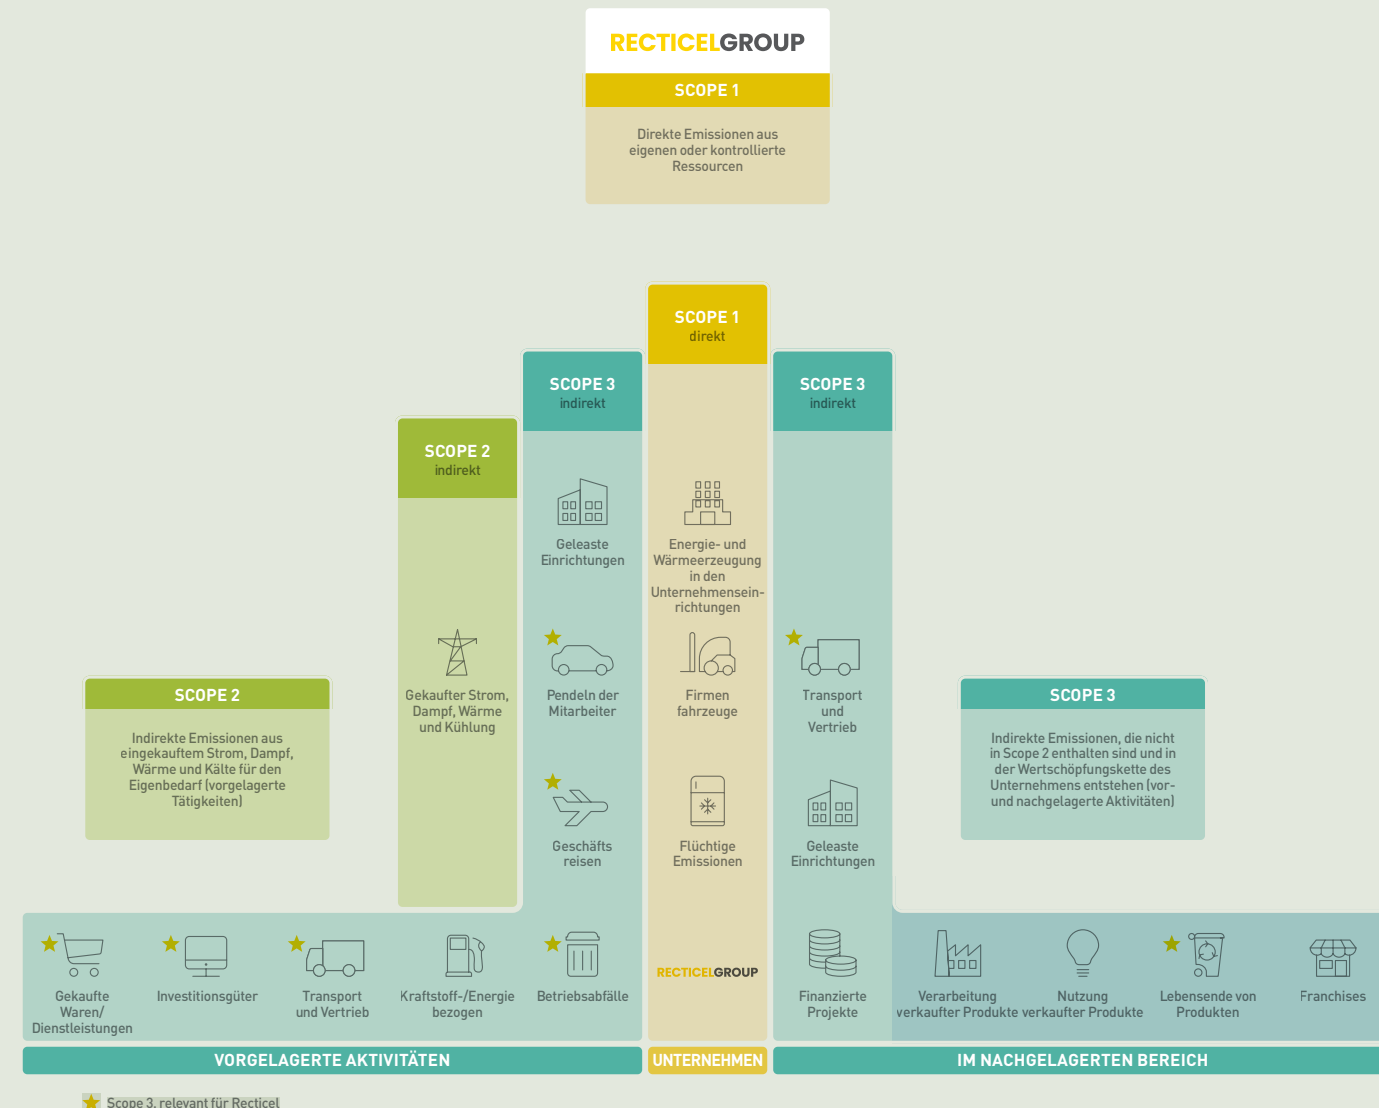 RECTICELGROUP
SCOPE 1
Direkte Emissionen aus
eigenen oder kontrollierte
Ressourcen
SCOPE 1
direkt
SCOPE 3
indirekt
SCOPE 3
indirekt
SCOPE 2
indirekt
Geleaste
Einrichtungen
Energie- und
Wärmeerzeugung
in den
Unternehmensein-
richtungen
Gekaufter Strom,
Dampf, Wärme
und Kühlung
Pendeln der
Mitarbeiter
Firmen
fahrzeuge
Transport
und
Vertrieb
SCOPE 2
Indirekte Emissionen aus
eingekauftem Strom, Dampf,
Wärme und Kälte für den
Eigenbedarf (vorgelagerte
Tätigkeiten)
SCOPE 3
Indirekte Emissionen, die nicht
in Scope 2 enthalten sind und in
der Wertschöpfungskette des
Unternehmens entstehen (vor-
und nachgelagerte Aktivitäten)
Geschäfts
reisen
Flüchtige
Emissionen
Geleaste
Einrichtungen
Gekaufte
Waren/
Dienstleistungen
Investitionsgüter
Transport
und Vertrieb
Kraftstoff-/Energie
bezogen
Betriebsabfälle
RECTICELGROUP
Finanzierte
Projekte
Verarbeitung
verkaufter Produkte
Nutzung
verkaufter Produkte
Lebensende von
Produkten
Franchises
VORGELAGERTE AKTIVITÄTEN
UNTERNEHMEN
IM NACHGELAGERTEN BEREICH
Scope 3, relevant für Recticel